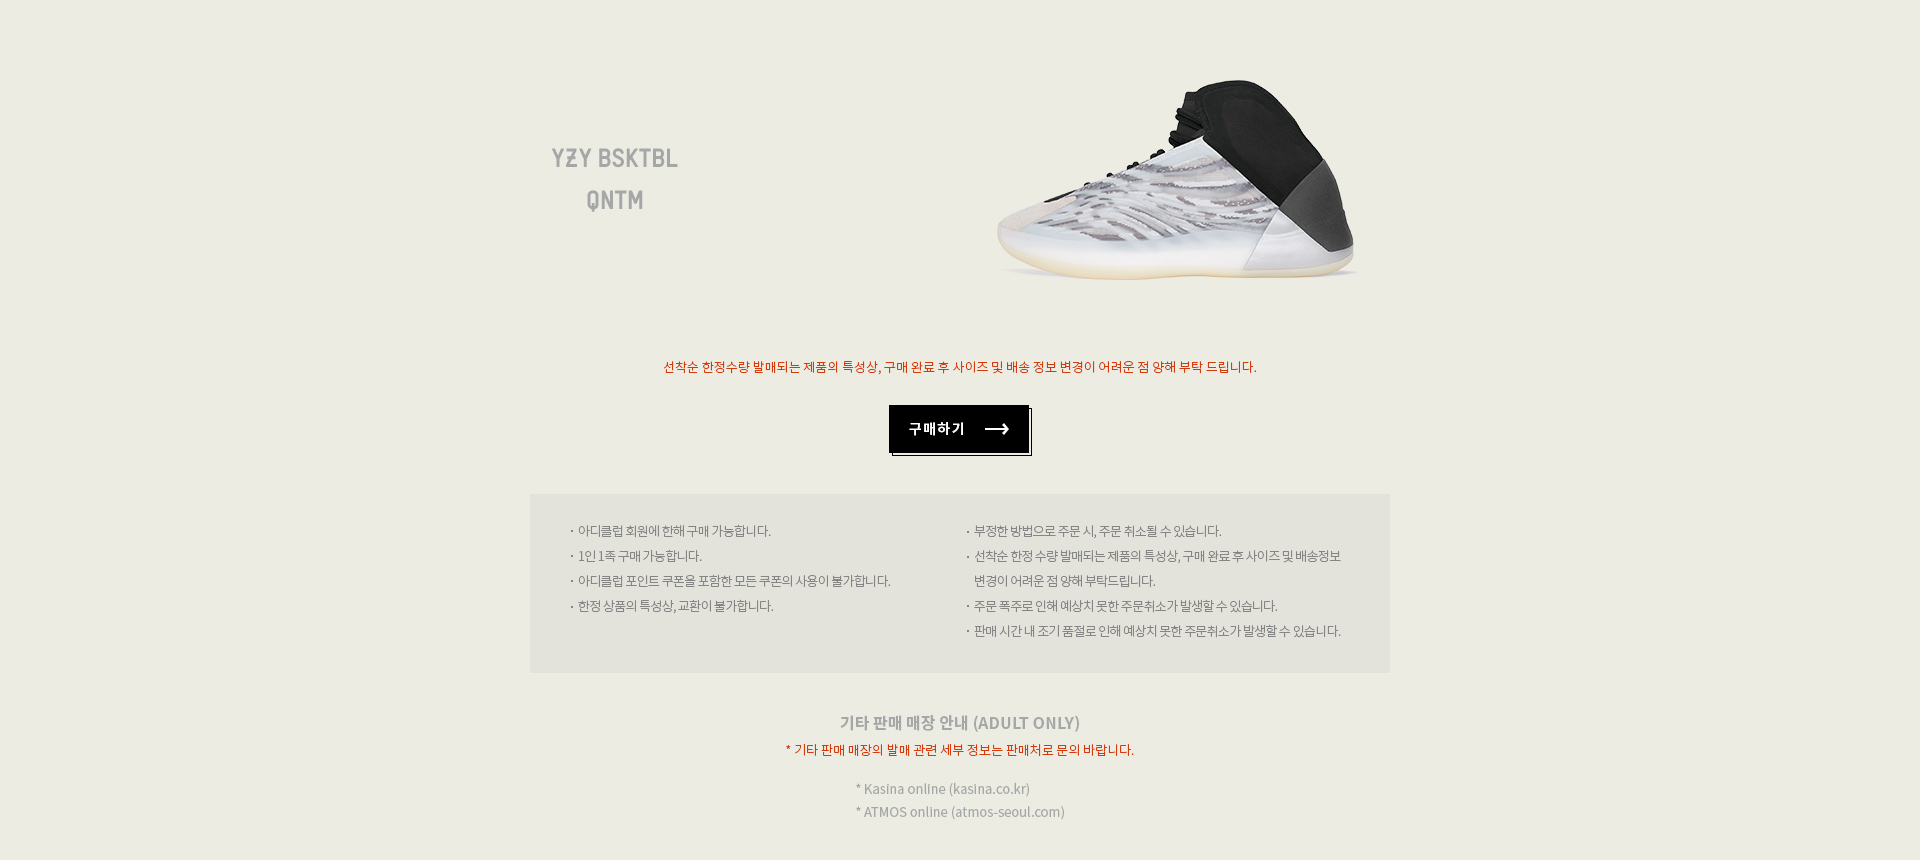 YZY BSKTBL
QNTM
선착순 한정수량 발매되는 제품의 특성상, 구매 완료 후 사이즈 및 배송 정보 변경이 어려운 점 양해 부탁 드립니다.
구매하기
· 아디클럽 회원에 한해 구매 가능합니다.
· 1인 1족 구매 가능합니다.
· 아디클럽 포인트 쿠폰을 포함한 모든 쿠폰의 사용이 불가합니다.
· 한정 상품의 특성상, 교환이 불가합니다.
· 부정한 방법으로 주문 시, 주문 취소될 수 있습니다.
· 선착순 한정 수량 발매되는 제품의 특성상, 구매 완료 후 사이즈 및 배송정보
변경이 어려운 점 양해 부탁드립니다.
· 주문 폭주로 인해 예상치 못한 주문취소가 발생할 수 있습니다.
· 판매 시간 내 조기 품절로 인해 예상치 못한 주문취소가 발생할 수 있습니다.
기타 판매 매장 안내 (ADULT ONLY)
* 기타 판매 매장의 발매 관련 세부 정보는 판매처로 문의 바랍니다.
* Kasina online (kasina.co.kr)
* ATMOS online (atmos-seoul.com)